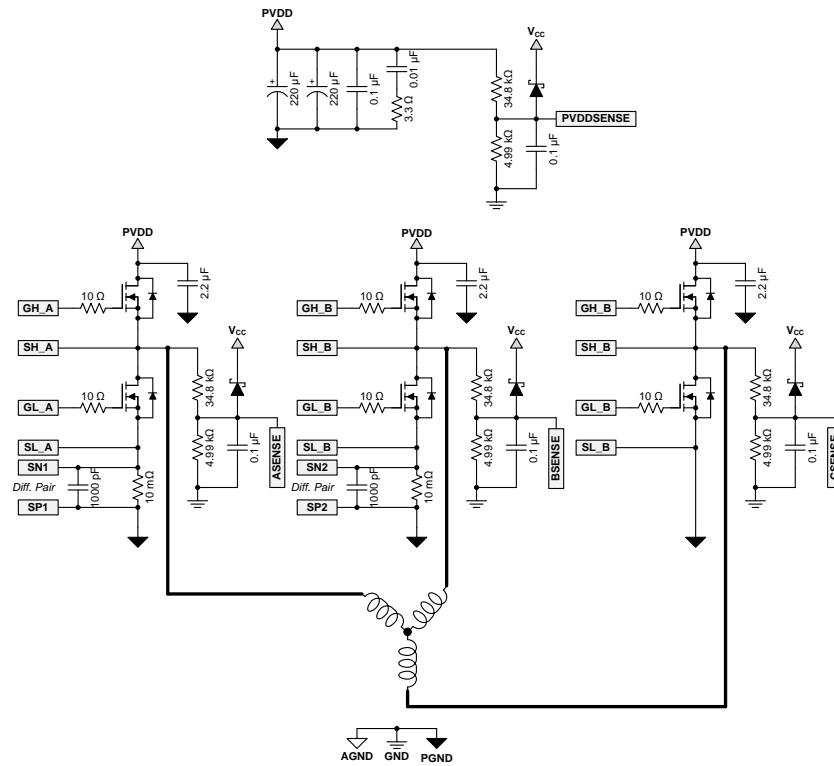 PVDD
220 µF
220 µF
0.1 µF
0.01 µF
3.3 Ω
34.8 kΩ
4.99 kΩ
VCC
PVDDSENSE
0.1 µF
PVDD
2.2 µF
GH_A
10 Ω
SH_A
VCC
34.8 kΩ
GL_A
10 Ω
4.99 kΩ
0.1 µF
ASENSE
SL_A
SN1
Diff. Pair
1000 pF
10 mΩ
SP1
PVDD
2.2 µF
GH_B
10 Ω
SH_B
VCC
34.8 kΩ
GL_B
10 Ω
4.99 kΩ
0.1 µF
BSENSE
SL_B
SN2
Diff. Pair
1000 pF
10 mΩ
SP2
PVDD
2.2 µF
GH_B
10 Ω
SH_B
VCC
34.8 kΩ
GL_B
10 Ω
4.99 kΩ
0.1 µF
CSENSE
SL_B
AGND
GND
PGND